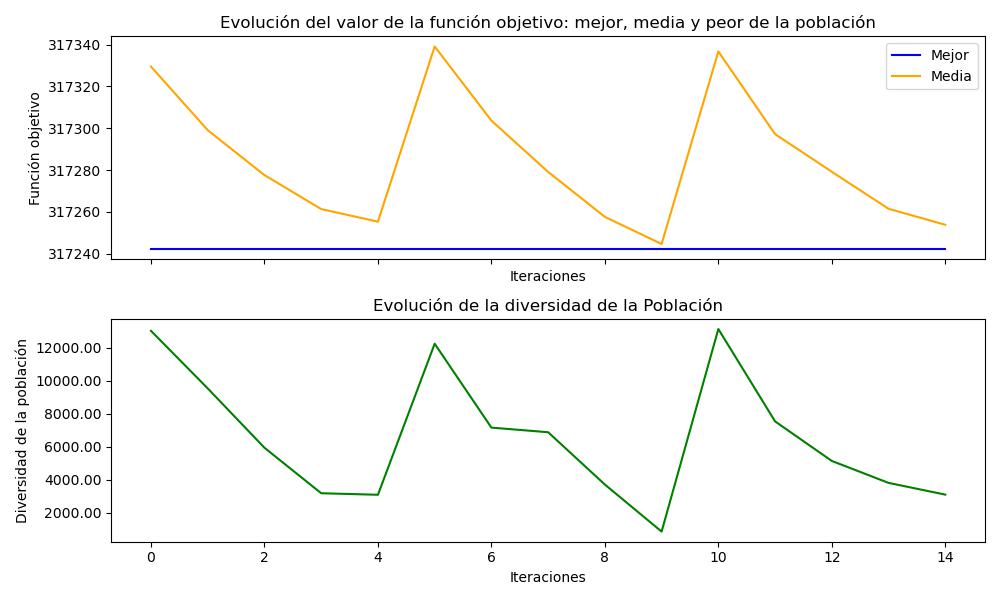 Evolución del valor de la función objetivo: mejor, media y peor de la población
317340
317320
317300
317280
317260
317240
Función objetivo
Mejor
Media
Iteraciones
Evolución de la diversidad de la Población
12000.00
10000.00
8000.00
6000.00
4000.00
2000.00
Diversidad de la población
0 2 4 6 8 10 12 14
Iteraciones